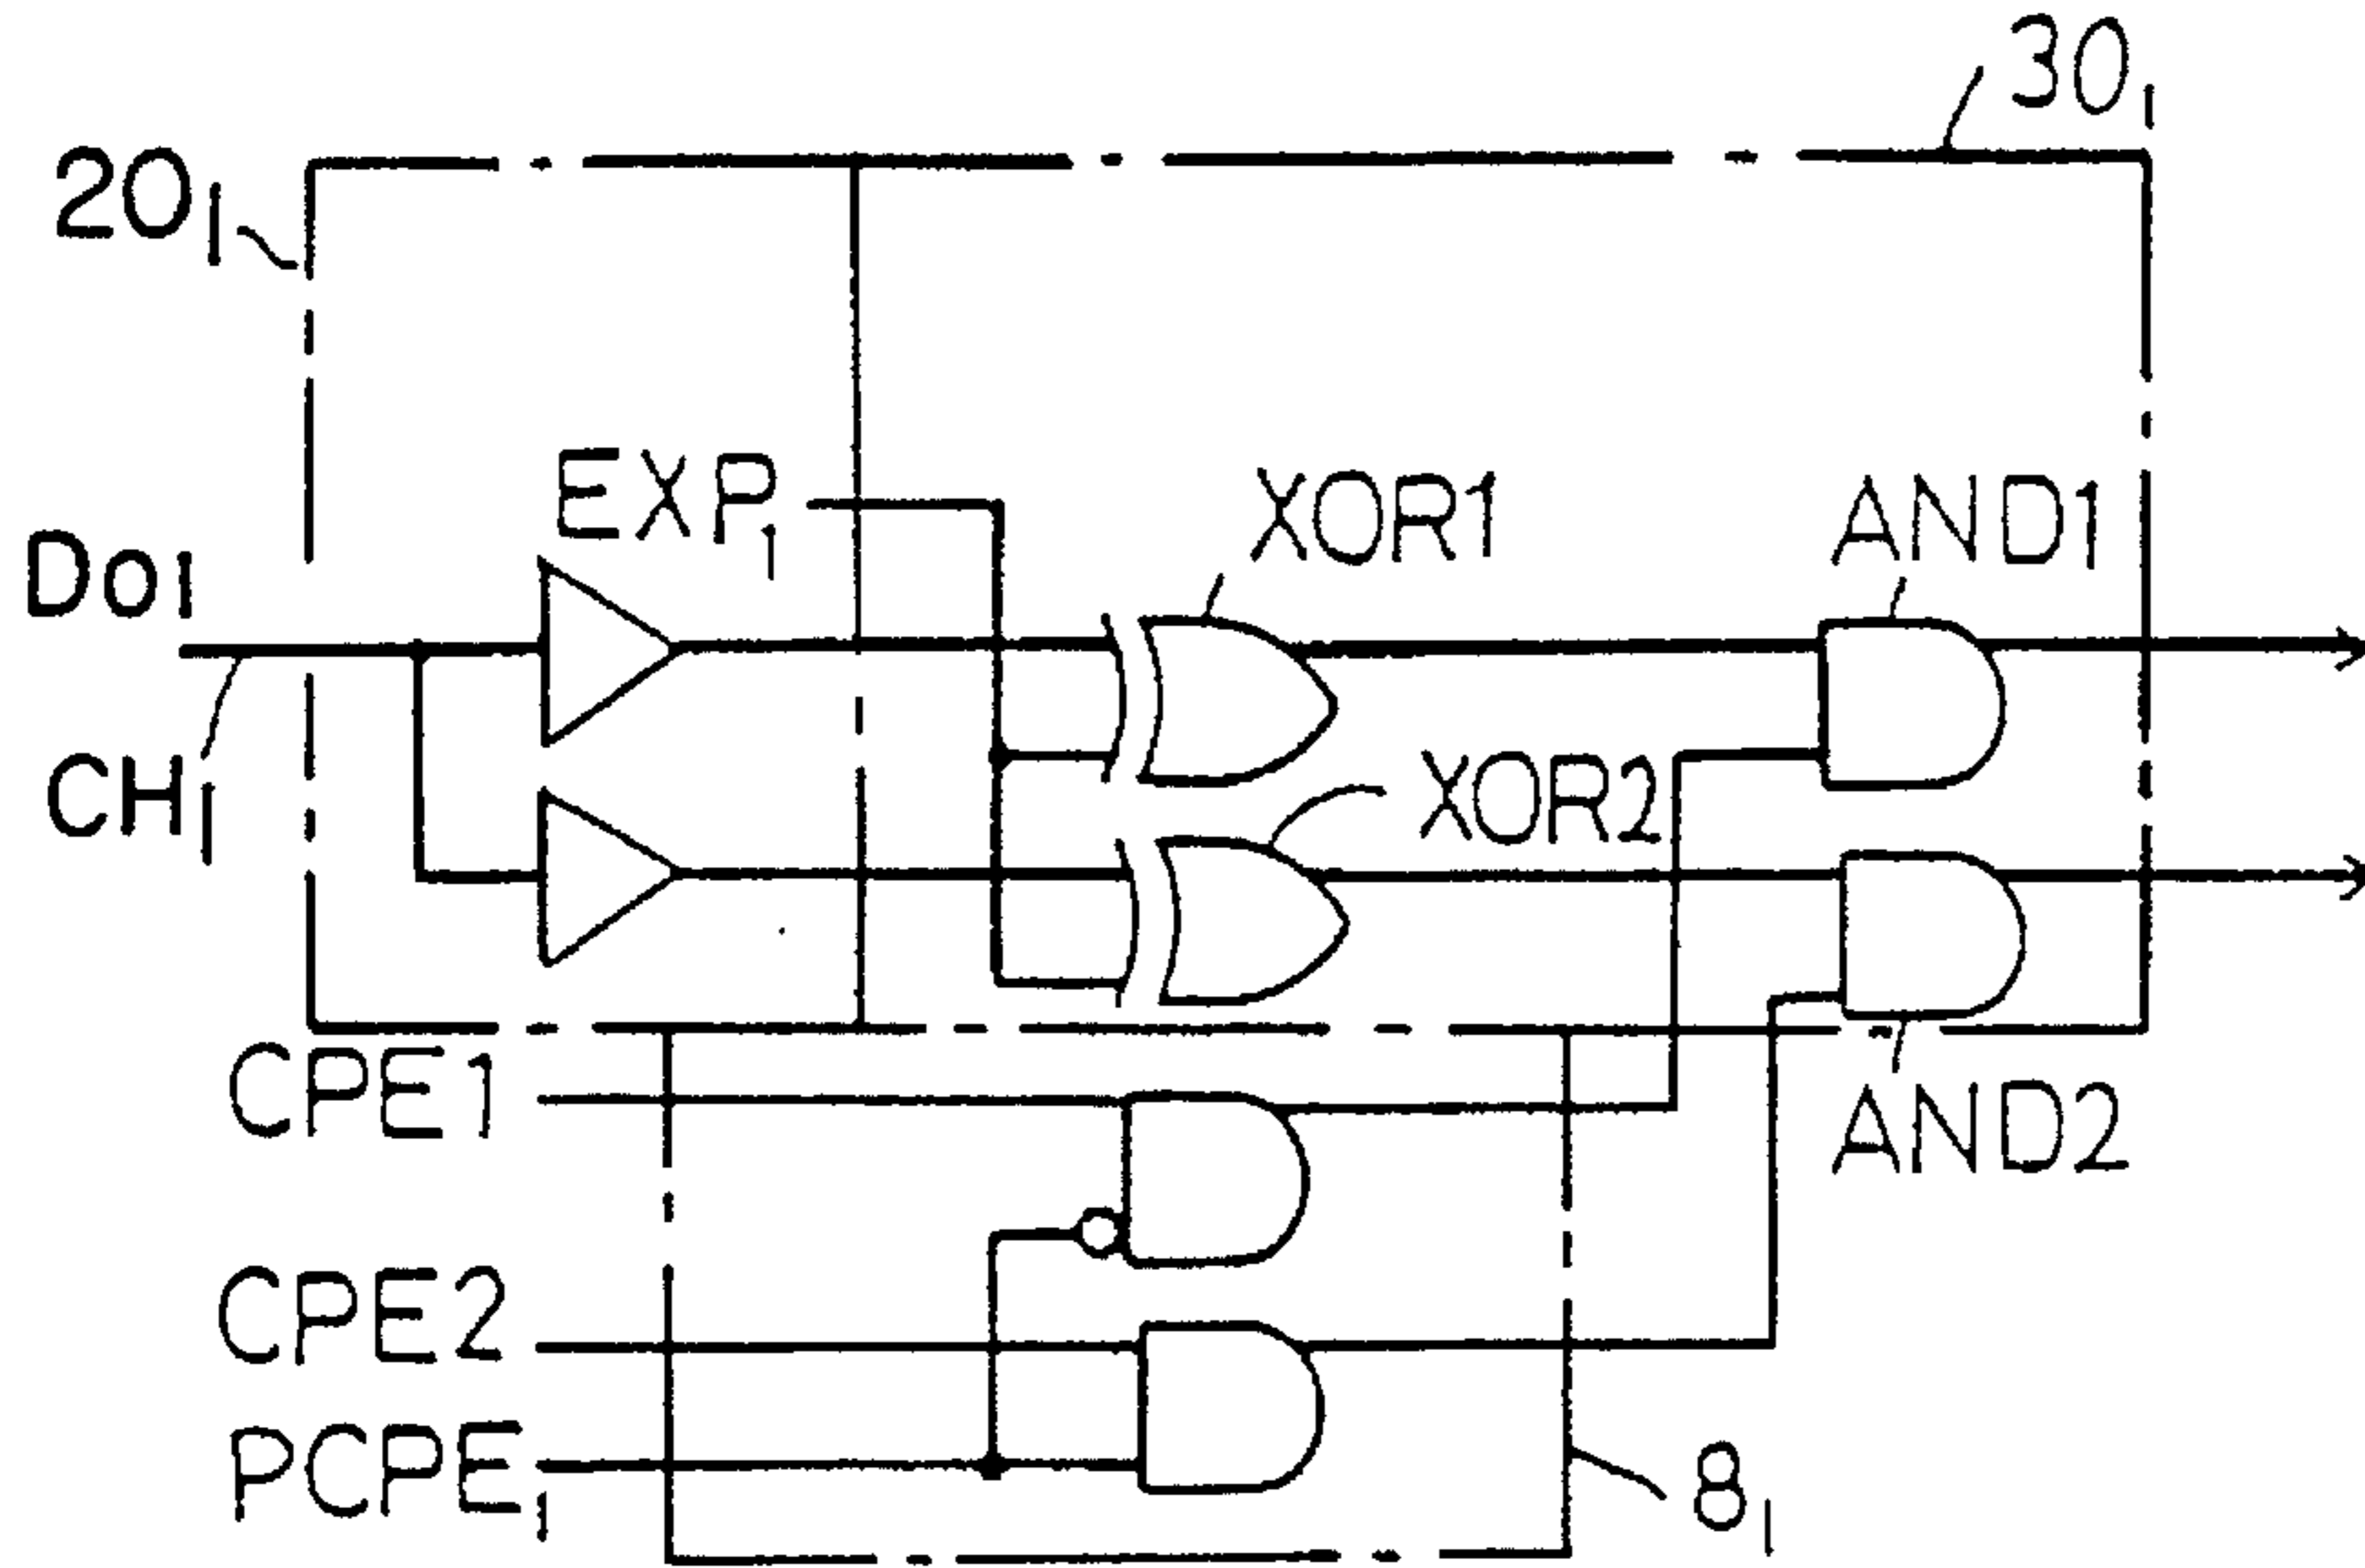 30₁
20₁
EXP₁
XOR1
AND1
Do1
CH₁
XOR2
CPE1
AND2
CPE2
PCPE₁
8₁